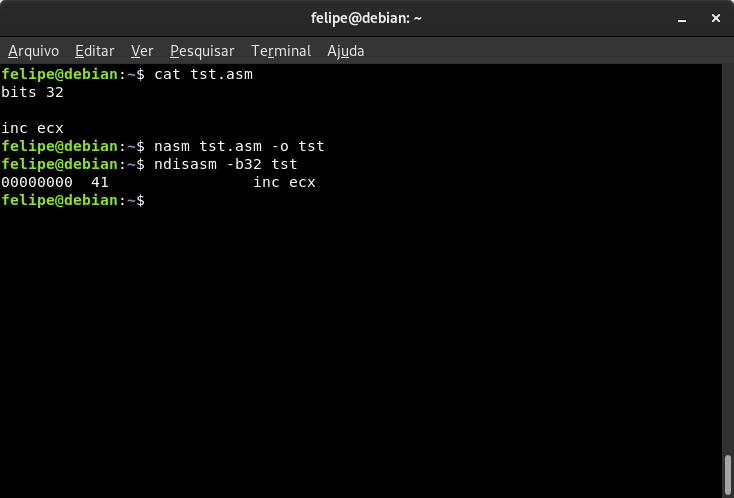 felipe@debian: ~
Arquivo Editar Ver Pesquisar Terminal Ajuda
felipe@debian:~$ cat tst.asm
bits 32
inc ecx
felipe@debian:~$ nasm tst.asm -o tst
felipe@debian:~$ ndisasm -b32 tst
00000000  41                inc ecx
felipe@debian:~$